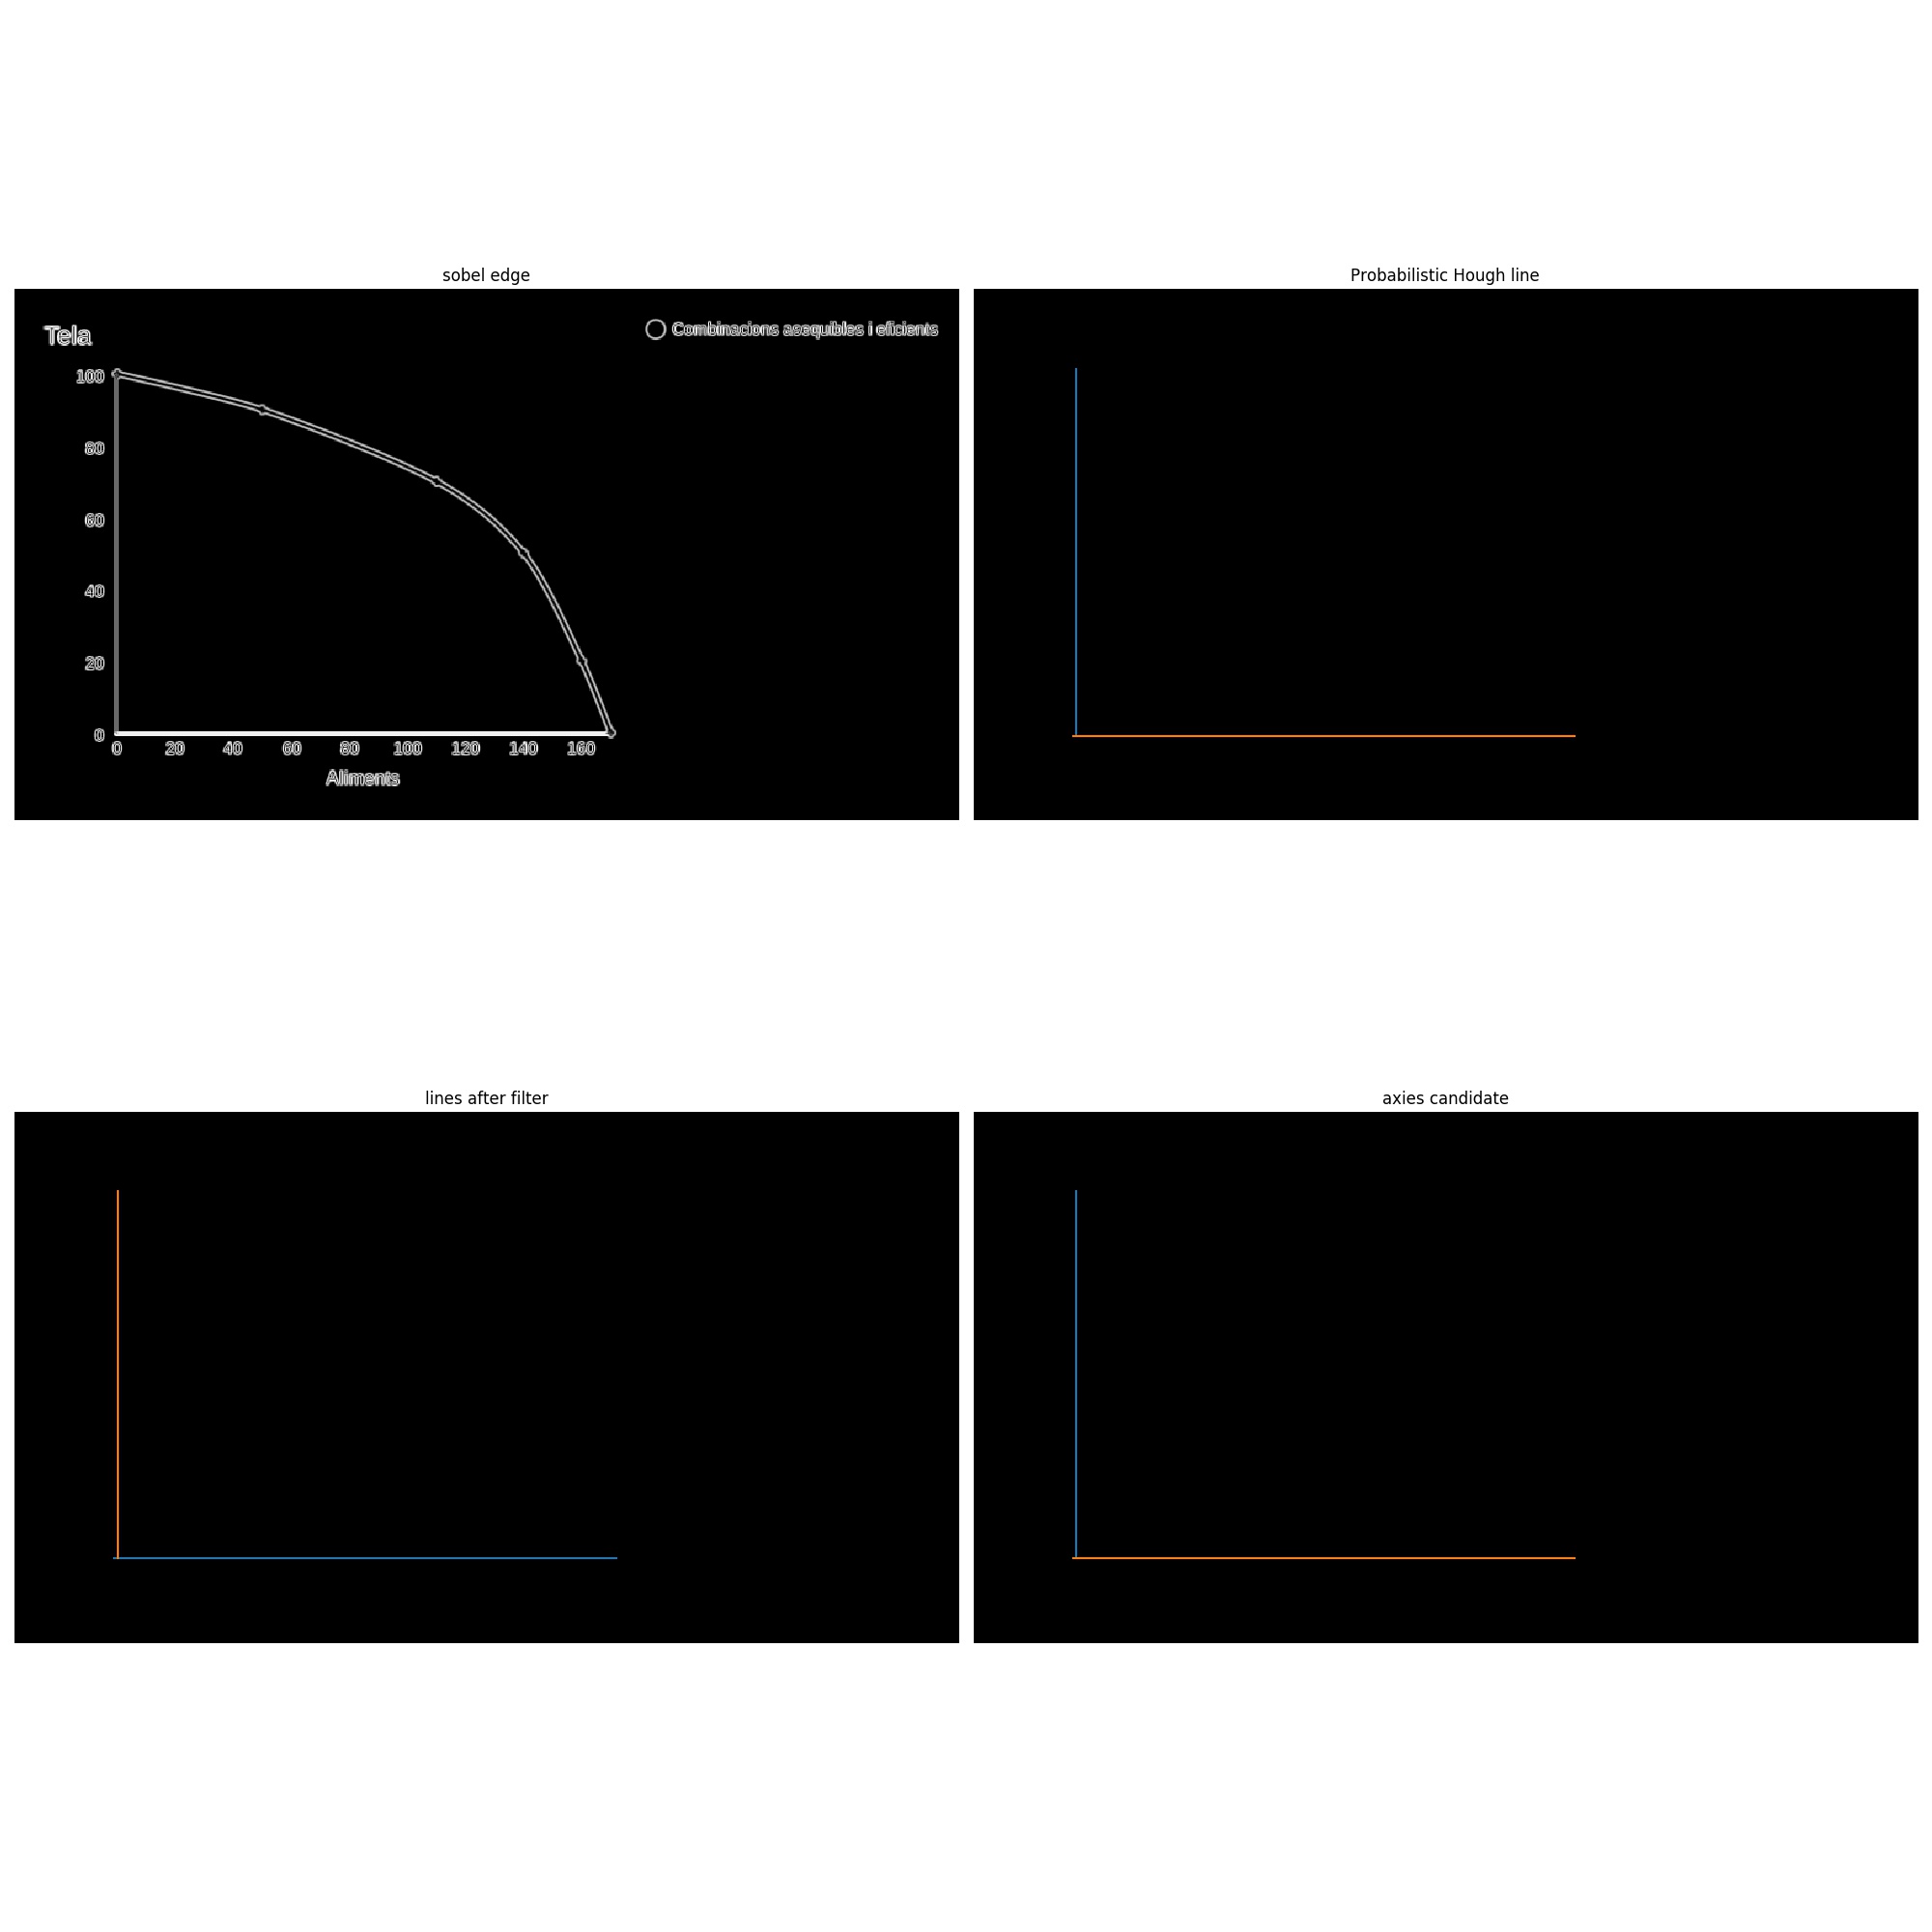 sobel edge
Probabilistic Hough line
Tela
Combinacions asequibles i eficients
100
80
60
40
20
0
0 20 40 60 80 100 120 140 160
Aliments
lines after filter
axies candidate